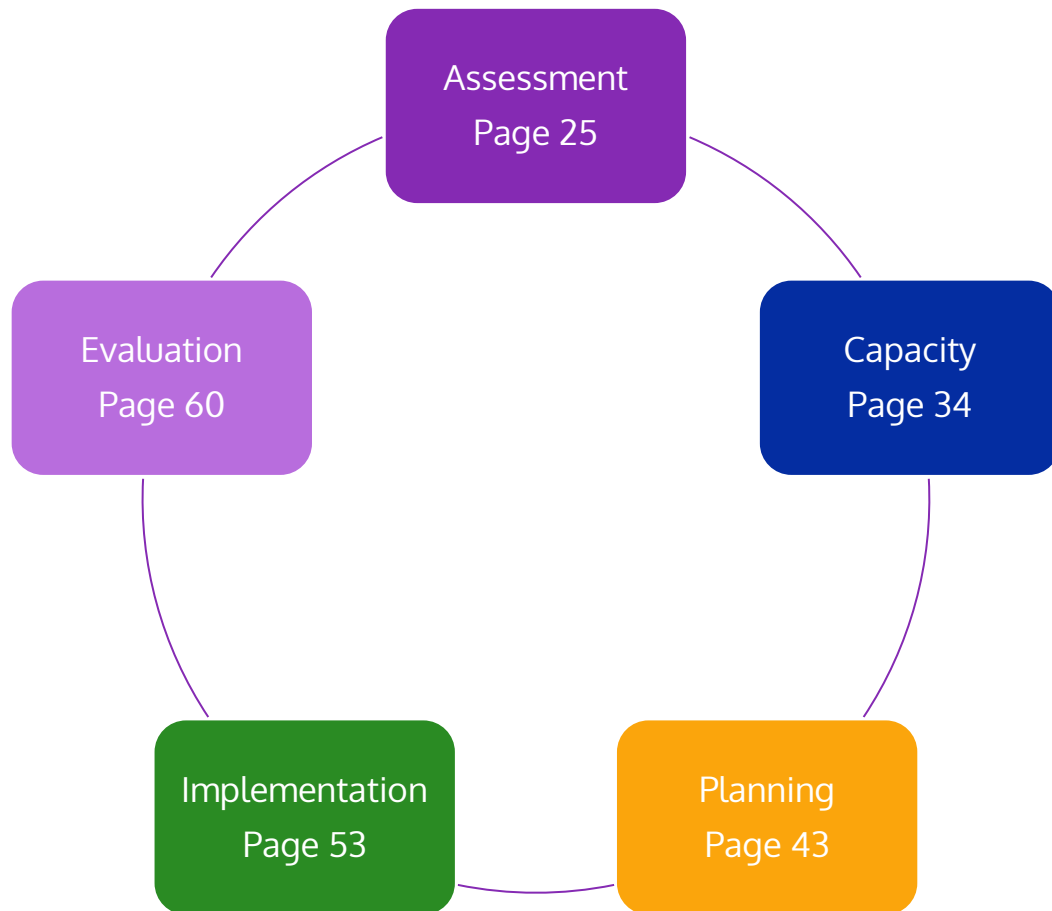 Assessment
Page 25
Capacity
Page 34
Planning
Page 43
Implementation
Page 53
Evaluation
Page 60